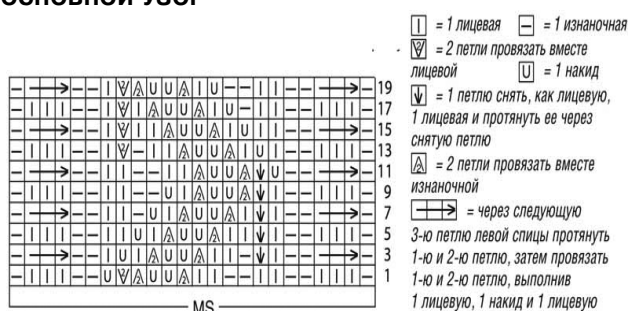 ОСНОВНОЙ УЗОР
= 1 лицевая = 1 изнаночная
= 2 петли провязать вместе
лицевой U = 1 накид
= 1 петлю снять, как лицевую,
1 лицевая и протянуть ее через
снятую петлю
= 2 петли провязать вместе
изнаночной
= через следующую
3-ю петлю левой спицы протянуть
1-ю и 2-ю петлю, затем провязать
1-ю и 2-ю петлю, выполнив
1 лицевую, 1 накид и 1 лицевую
19
17
15
13
11
9
7
5
3
1
MS